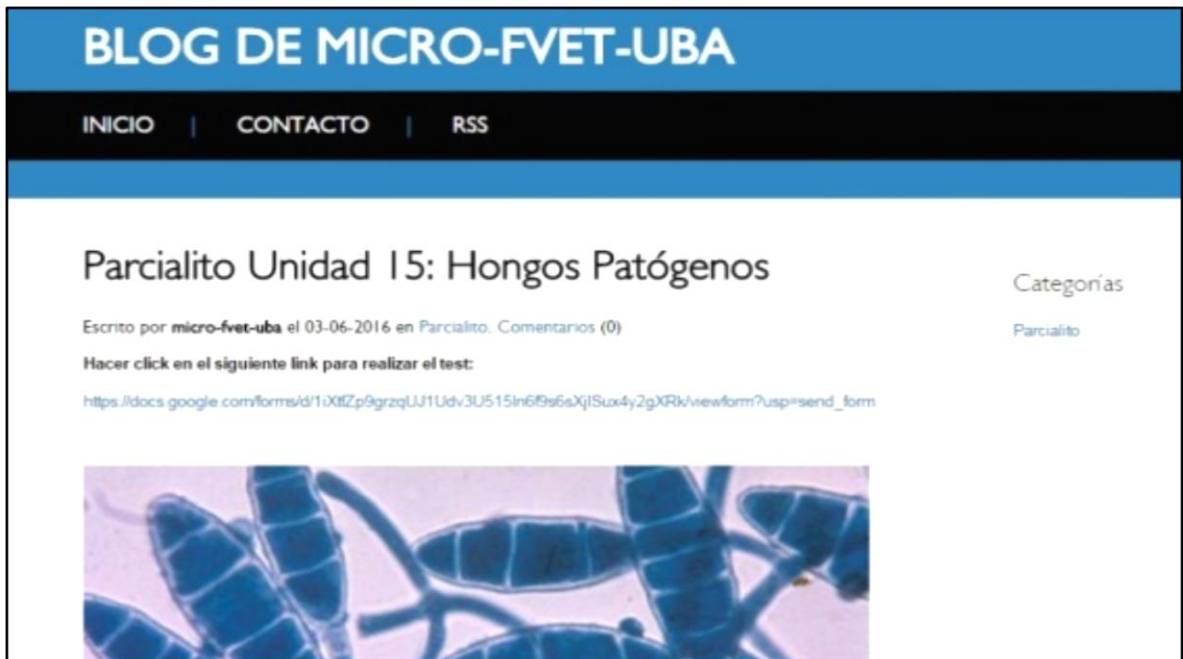 BLOG DE MICRO-FVET-UBA
INICIO | CONTACTO | RSS
Parcialito Unidad 15: Hongos Patógenos
Escrito por micro-fvet-uba el 03-06-2016 en Parcialito. Comentarios (0)
Hacer click en el siguiente link para realizar el test:
Categorías
Parcialito